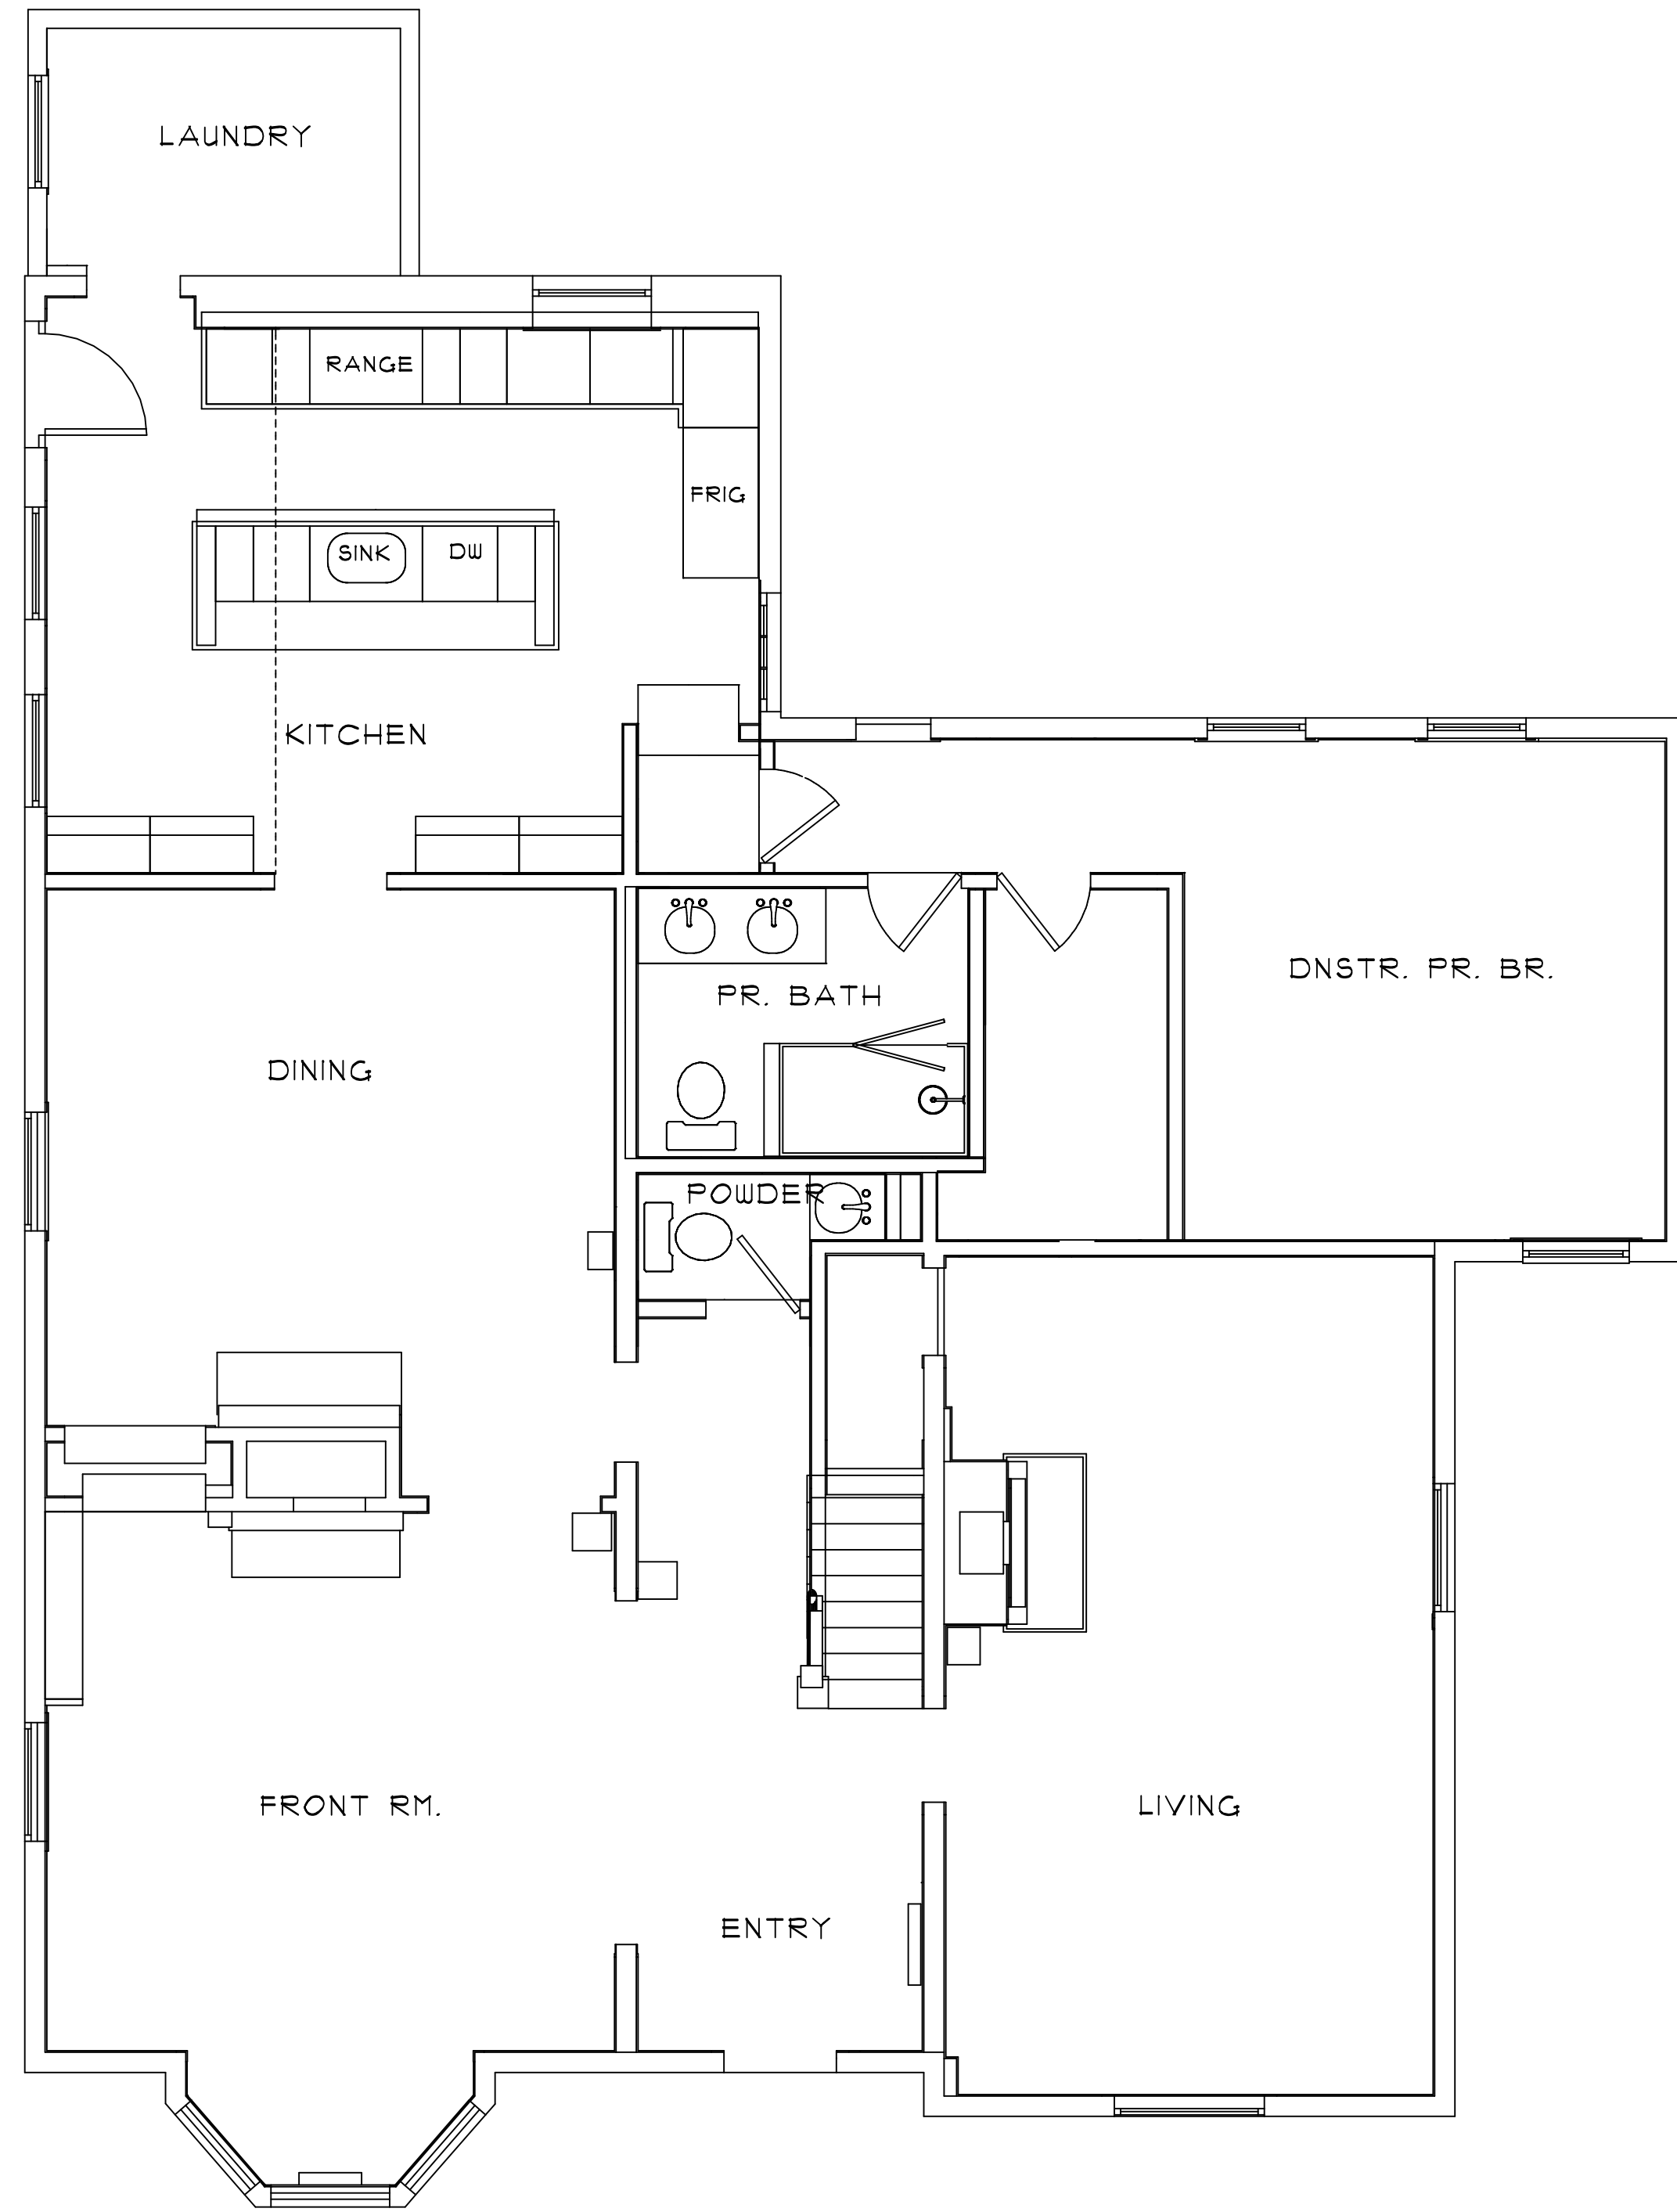 LAUNDRY
RANGE
FRIG
SINK
DW
KITCHEN
DNSTR. PR. BR.
PR. BATH
DINING
POWDER
FRONT RM.
LIVING
ENTRY